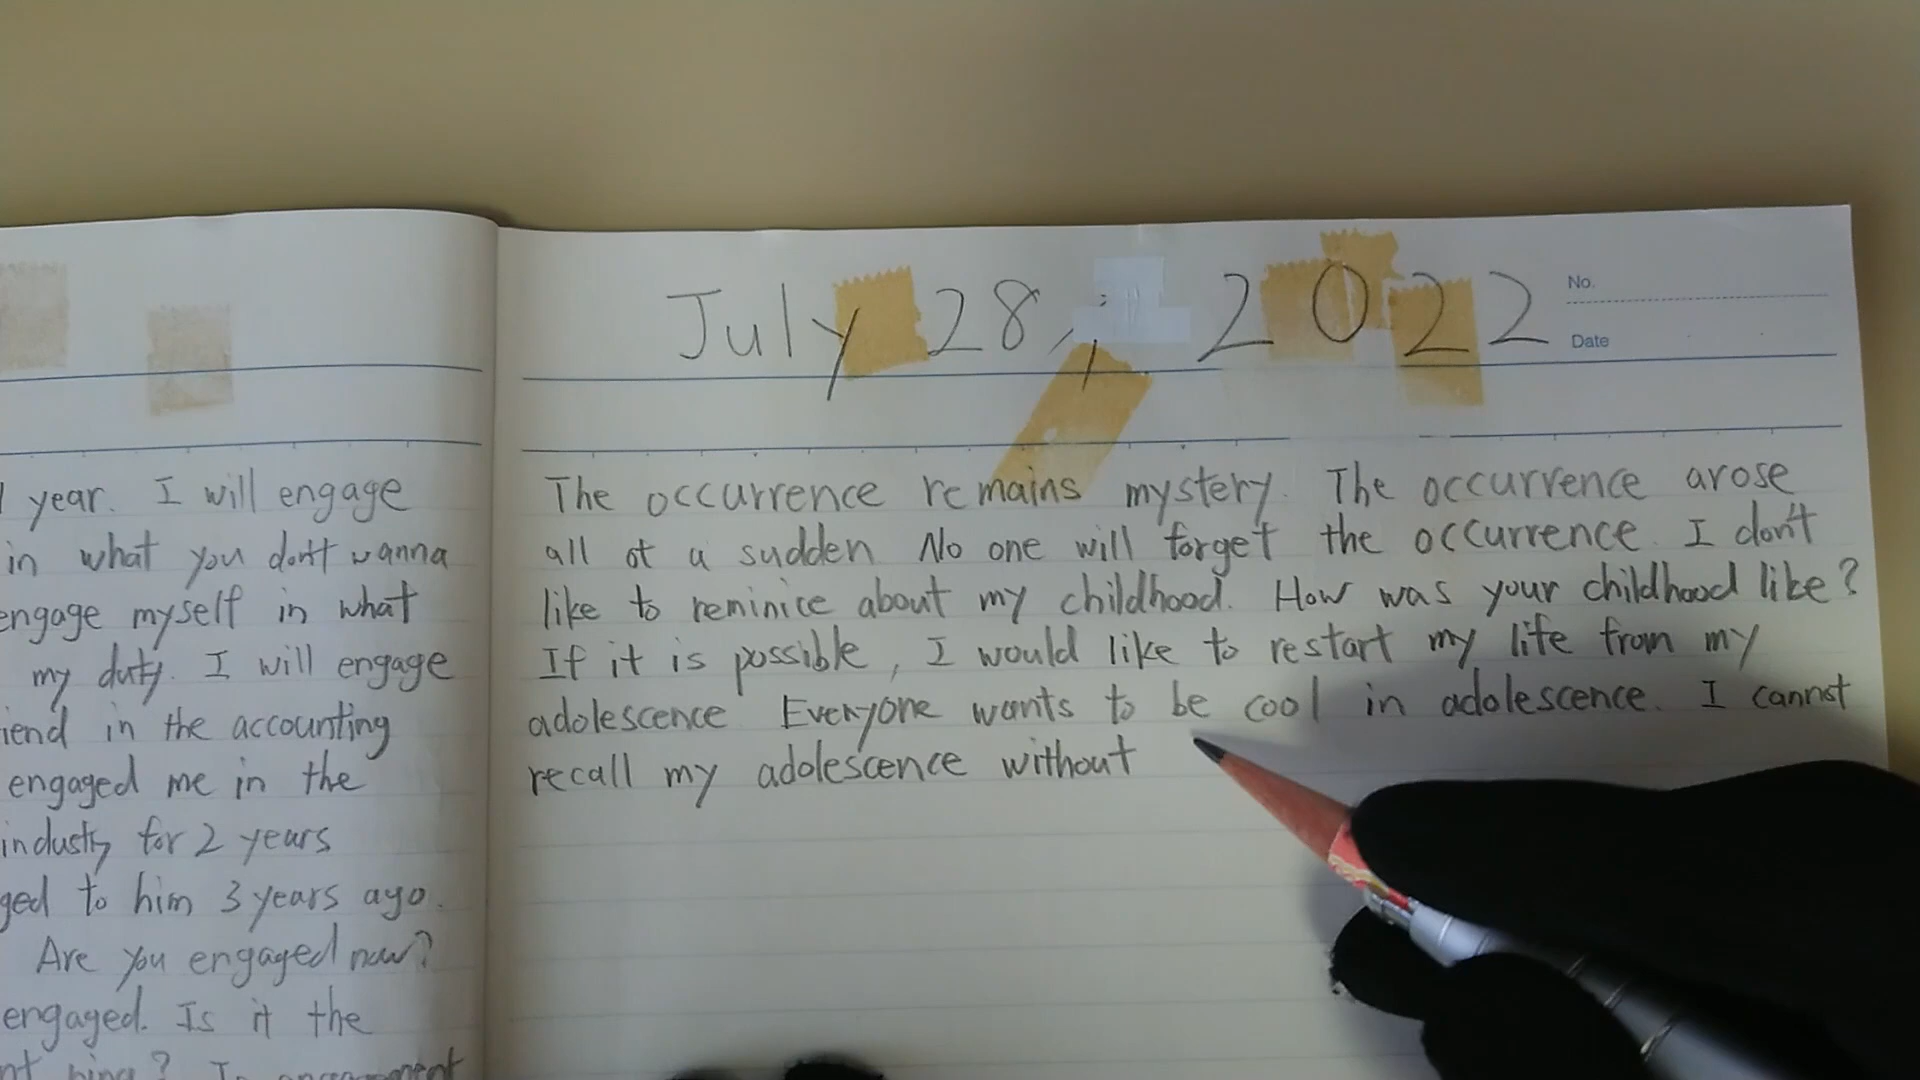 year. I will engage
in what you don't wanna
engage myself in what
my duty. I will engage
in the accounting
engaged me in the
industry for 2 years
to him 3 years ago.
Are you engaged now?
engaged. Is it the
July 28, 2022
No.
Date
The occurrence remains mystery. The occurrence arose
all of a sudden No one will forget the occurrence. I don't
like to reminice about my childhood. How was your childhood like?
If it is possible, I would like to restart my life from my
adolescence Everyone wants to be cool in adolescence. I cannot
recall my adolescence without